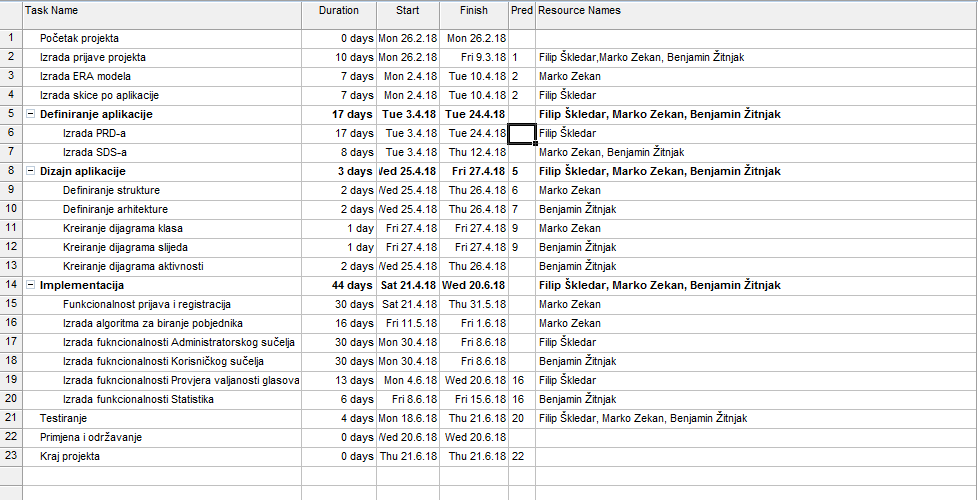 Task Name Duration Start Finish Pred Resource Names
1 Početak projekta 0 days Mon 26.2.18 Mon 26.2.18
2 Izrada prijave projekta 10 days Mon 26.2.18 Fri 9.3.18 1 Filip Škledar,Marko Zekan, Benjamin Žitnjak
3 Izrada ERA modela 7 days Mon 2.4.18 Tue 10.4.18 2 Marko Zekan
4 Izrada skice po aplikacije 7 days Mon 2.4.18 Tue 10.4.18 2 Filip Škledar
5 Definiranje aplikacije 17 days Tue 3.4.18 Tue 24.4.18 Filip Škledar, Marko Zekan, Benjamin Žitnjak
6 Izrada PRD-a 17 days Tue 3.4.18 Tue 24.4.18 Filip Škledar
7 Izrada SDS-a 8 days Tue 3.4.18 Thu 12.4.18 Marko Zekan, Benjamin Žitnjak
8 Dizajn aplikacije 3 days Wed 25.4.18 Fri 27.4.18 5 Filip Škledar, Marko Zekan, Benjamin Žitnjak
9 Definiranje strukture 2 days Wed 25.4.18 Thu 26.4.18 6 Marko Zekan
10 Definiranje arhitekture 2 days Wed 25.4.18 Thu 26.4.18 7 Benjamin Žitnjak
11 Kreiranje dijagrama klasa 1 day Fri 27.4.18 Fri 27.4.18 9 Marko Zekan
12 Kreiranje dijagrama slijeda 1 day Fri 27.4.18 Fri 27.4.18 9 Benjamin Žitnjak
13 Kreiranje dijagrama aktivnosti 2 days Wed 25.4.18 Thu 26.4.18 Benjamin Žitnjak
14 Implementacija 44 days Sat 21.4.18 Wed 20.6.18 Filip Škledar, Marko Zekan, Benjamin Žitnjak
15 Funkcionalnost prijava i registracija 30 days Sat 21.4.18 Thu 31.5.18 Marko Zekan
16 Izrada algoritma za biranje pobjednika 16 days Fri 11.5.18 Fri 1.6.18 Marko Zekan
17 Izrada fukncionalnosti Administratorskog sučelja 30 days Mon 30.4.18 Fri 8.6.18 Filip Škledar
18 Izrada fukncionalnosti Korisničkog sučelja 30 days Mon 30.4.18 Fri 8.6.18 Benjamin Žitnjak
19 Izrada fukncionalnosti Provjera valjanosti glasova 13 days Mon 4.6.18 Wed 20.6.18 16 Filip Škledar
20 Izrada funkcionalnosti Statistika 6 days Fri 8.6.18 Fri 15.6.18 16 Benjamin Žitnjak
21 Testiranje 4 days Mon 18.6.18 Thu 21.6.18 20 Filip Škledar, Marko Zekan, Benjamin Žitnjak
22 Primjena i održavanje 0 days Wed 20.6.18 Wed 20.6.18
23 Kraj projekta 0 days Thu 21.6.18 Thu 21.6.18 22